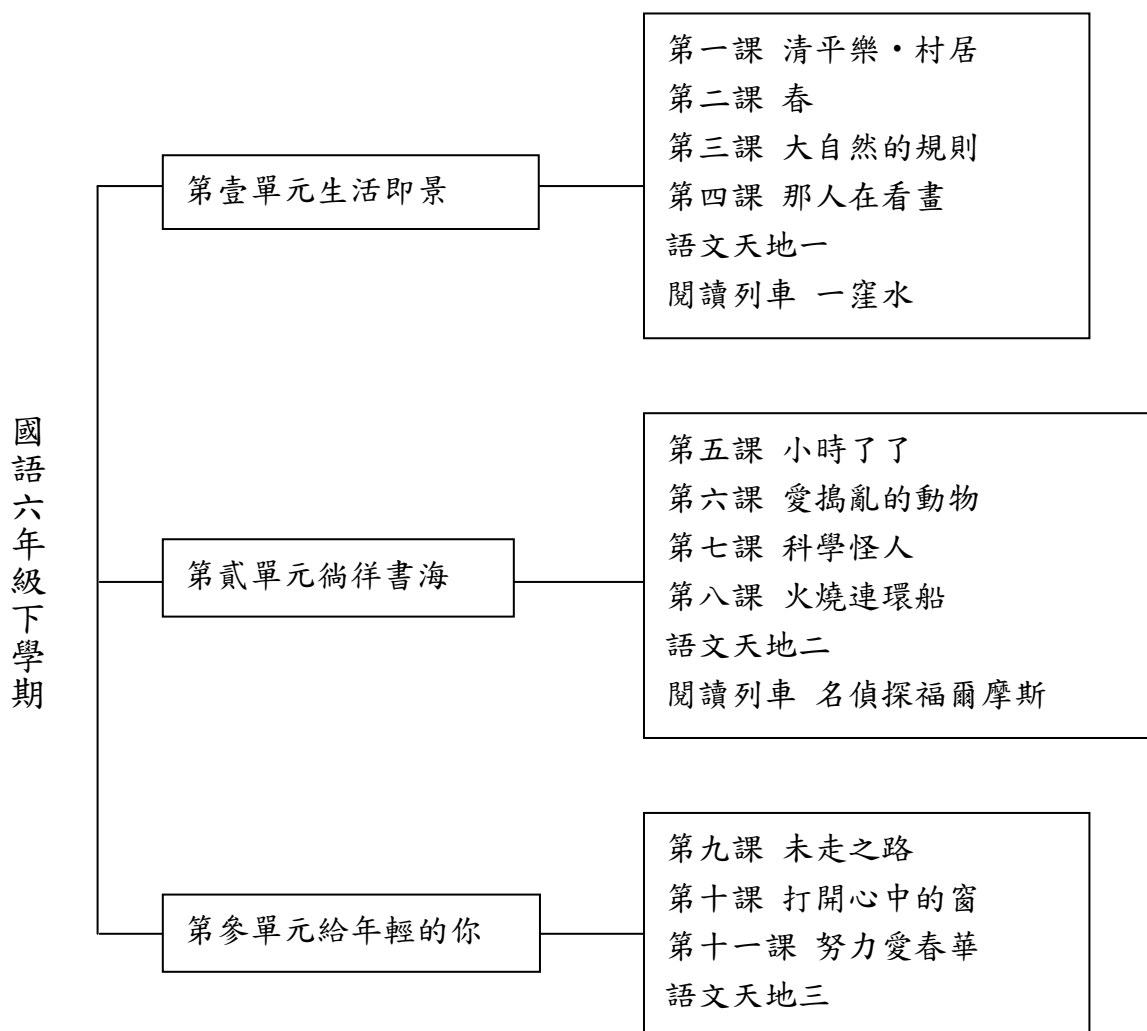 國語六年級下學期
第壹單元生活即景
第一課 清平樂・村居
第二課 春
第三課 大自然的規則
第四課 那人在看畫
語文天地一
閱讀列車 一窪水
第貳單元徜徉書海
第五課 小時了了
第六課 愛搗亂的動物
第七課 科學怪人
第八課 火燒連環船
語文天地二
閱讀列車 名偵探福爾摩斯
第參單元給年輕的你
第九課 未走之路
第十課 打開心中的窗
第十一課 努力愛春華
語文天地三